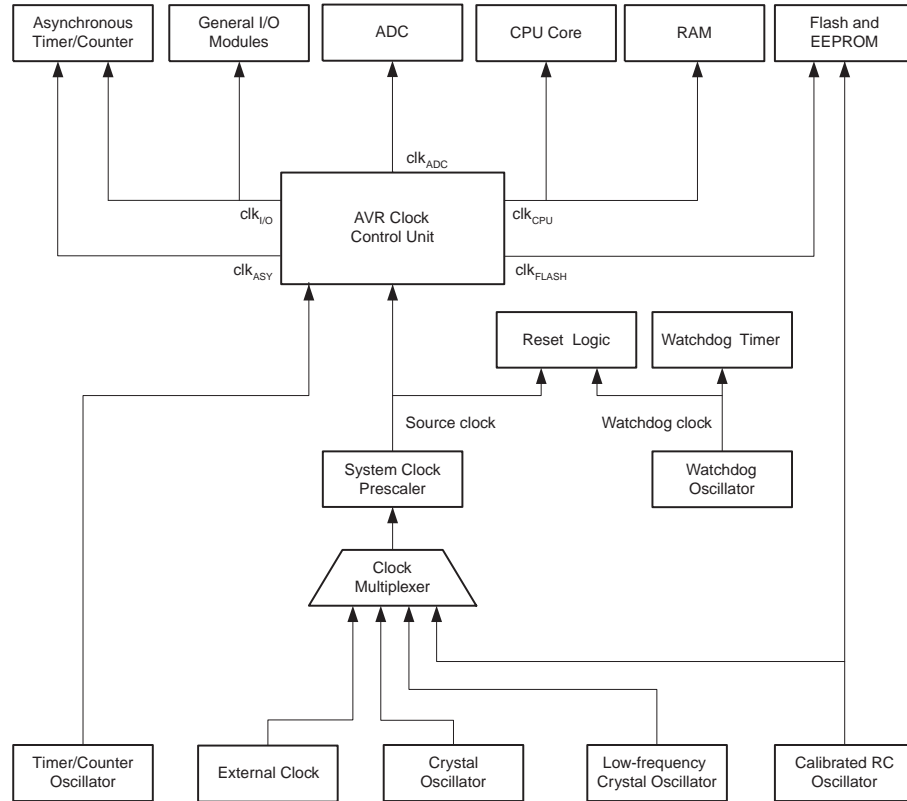 Asynchronous
Timer/Counter
General I/O
Modules
ADC
CPU Core
RAM
Flash and
EEPROM
clkADC
clkI/O
AVR Clock
Control Unit
clkCPU
clkASY
clkFLASH
Reset Logic
Watchdog Timer
Source clock
Watchdog clock
System Clock
Prescaler
Watchdog
Oscillator
Clock
Multiplexer
Timer/Counter
Oscillator
External Clock
Crystal
Oscillator
Low-frequency
Crystal Oscillator
Calibrated RC
Oscillator